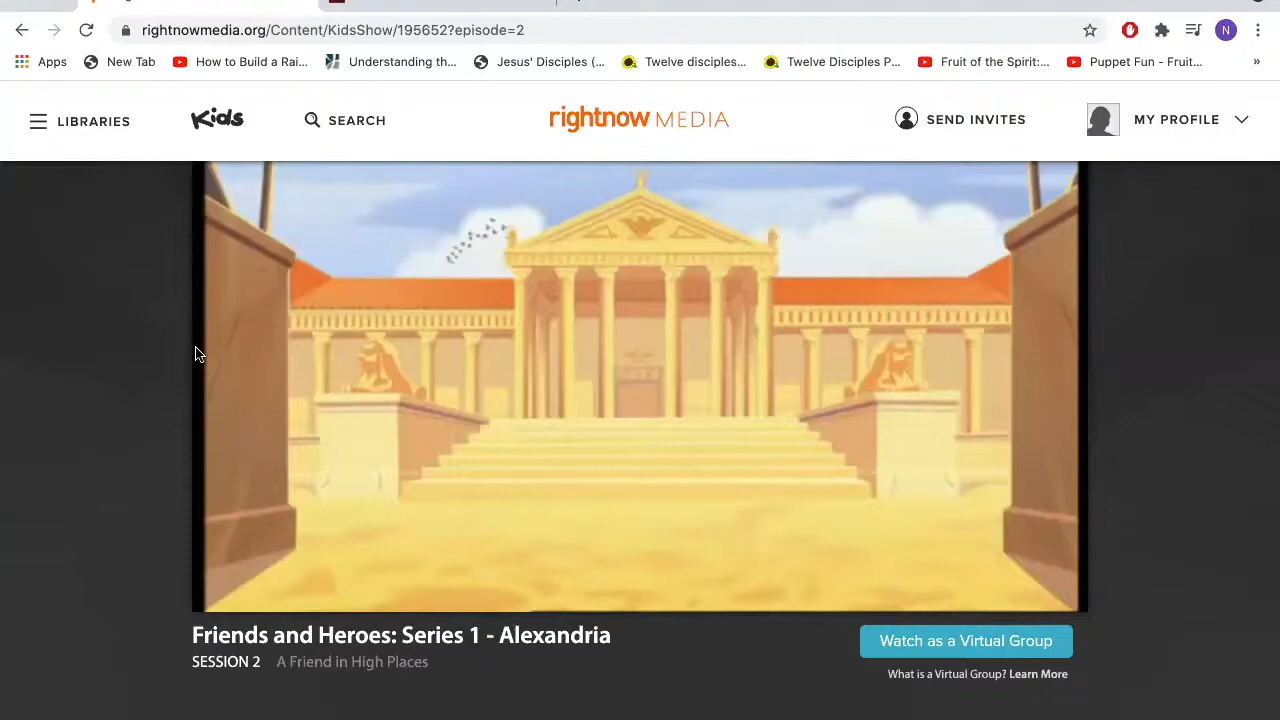 rightnowmedia.org/Content/KidsShow/195652?episode=2
N
Apps New Tab How to Build a Rai... Understanding th... Jesus' Disciples (... Twelve disciples... Twelve Disciples P... Fruit of the Spirit:... Puppet Fun - Fruit... »
LIBRARIES Kids SEARCH rightnow MEDIA SEND INVITES MY PROFILE
Friends and Heroes: Series 1 - Alexandria
Watch as a Virtual Group
SESSION 2 A Friend in High Places
What is a Virtual Group? Learn More